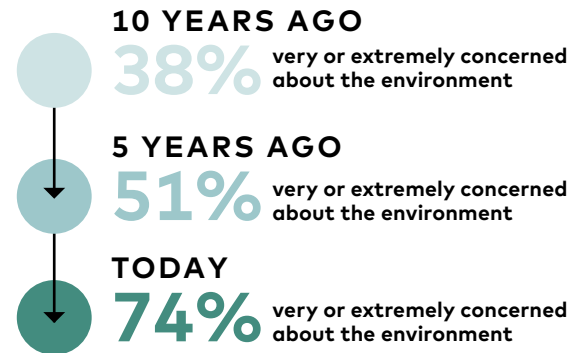 10 YEARS AGO
38% very or extremely concerned
about the environment
5 YEARS AGO
51% very or extremely concerned
about the environment
TODAY
74% very or extremely concerned
about the environment